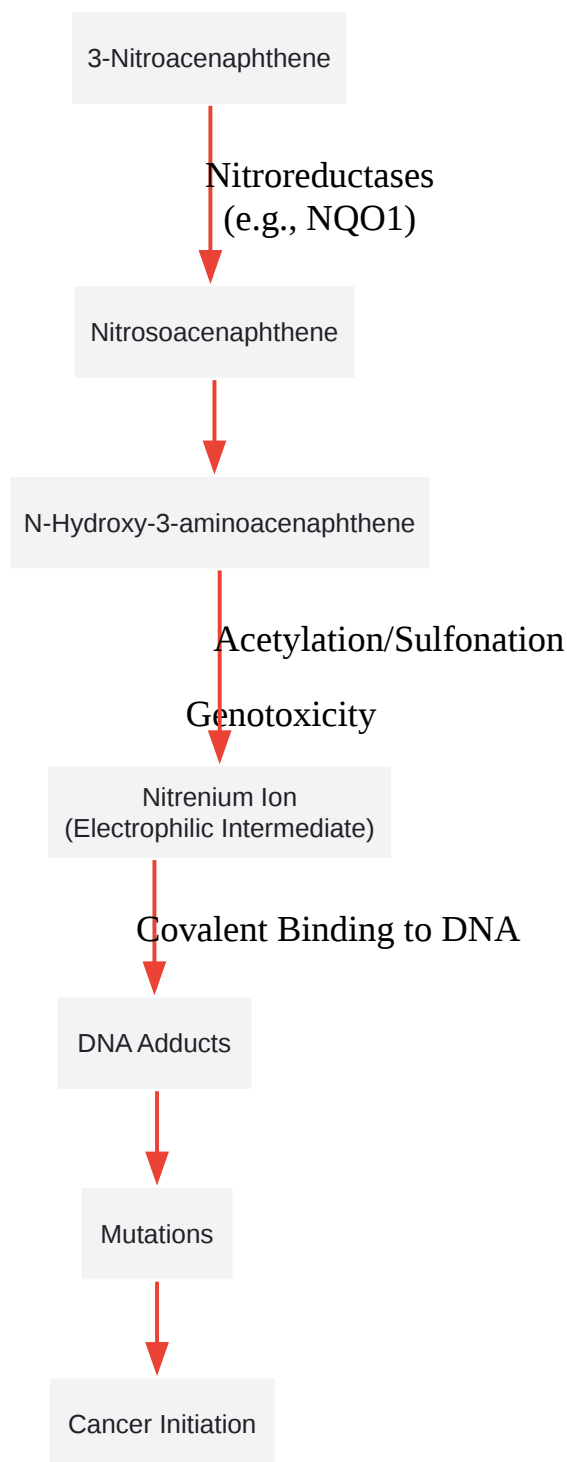 3-Nitroacenaphthene
Nitroreductases
(e.g., NQO1)
Nitrosoacenaphthene
N-Hydroxy-3-aminoacenaphthene
Acetylation/Sulfonation
Genotoxicity
Nitrenium Ion
(Electrophilic Intermediate)
Covalent Binding to DNA
DNA Adducts
Mutations
Cancer Initiation